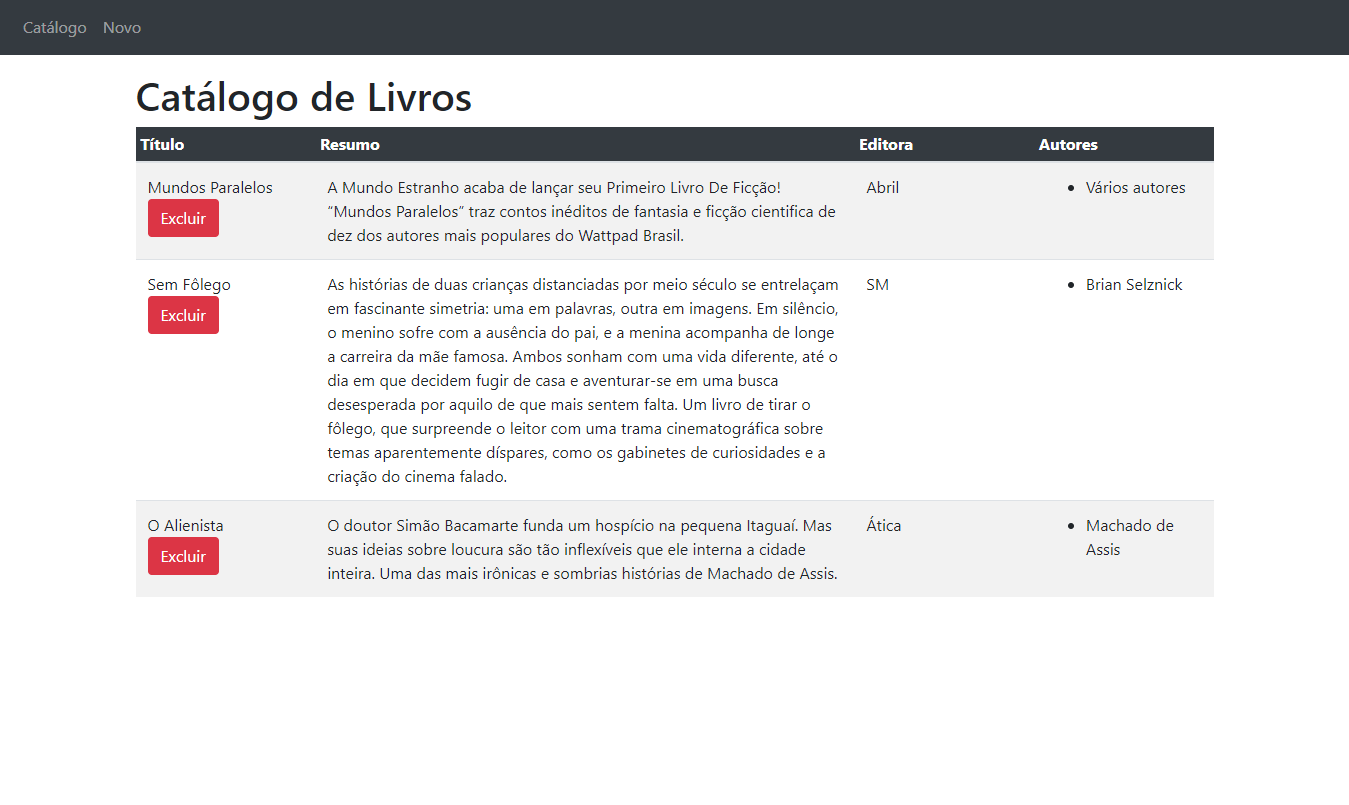 Catálogo Novo
Catálogo de Livros
Título Resumo Editora Autores
Mundos Paralelos
Excluir
A Mundo Estranho acaba de lançar seu Primeiro Livro De Ficção!
“Mundos Paralelos” traz contos inéditos de fantasia e ficção cientifica de
dez dos autores mais populares do Wattpad Brasil.
Abril
• Vários autores
Sem Fôlego
Excluir
As histórias de duas crianças distanciadas por meio século se entrelaçam
em fascinante simetria: uma em palavras, outra em imagens. Em silêncio,
o menino sofre com a ausência do pai, e a menina acompanha de longe
a carreira da mãe famosa. Ambos sonham com uma vida diferente, até o
dia em que decidem fugir de casa e aventurar-se em uma busca
desesperada por aquilo de que mais sentem falta. Um livro de tirar o
fôlego, que surpreende o leitor com uma trama cinematográfica sobre
temas aparentemente díspares, como os gabinetes de curiosidades e a
criação do cinema falado.
SM
• Brian Selznick
O Alienista
Excluir
O doutor Simão Bacamarte funda um hospício na pequena Itaguaí. Mas
suas ideias sobre loucura são tão inflexíveis que ele interna a cidade
inteira. Uma das mais irônicas e sombrias histórias de Machado de Assis.
Ática
• Machado de
Assis